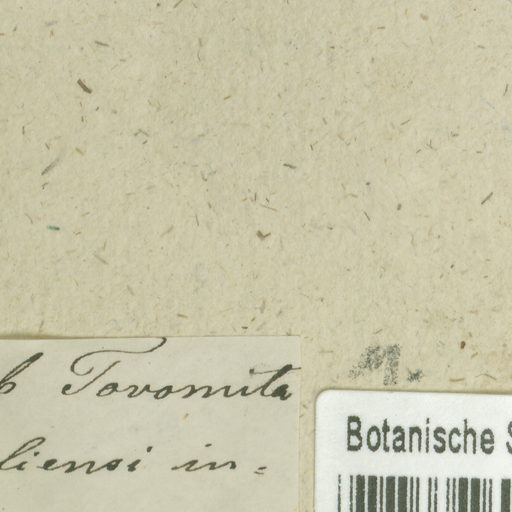 b Tovomita
liensi in-
M.
Botanische S